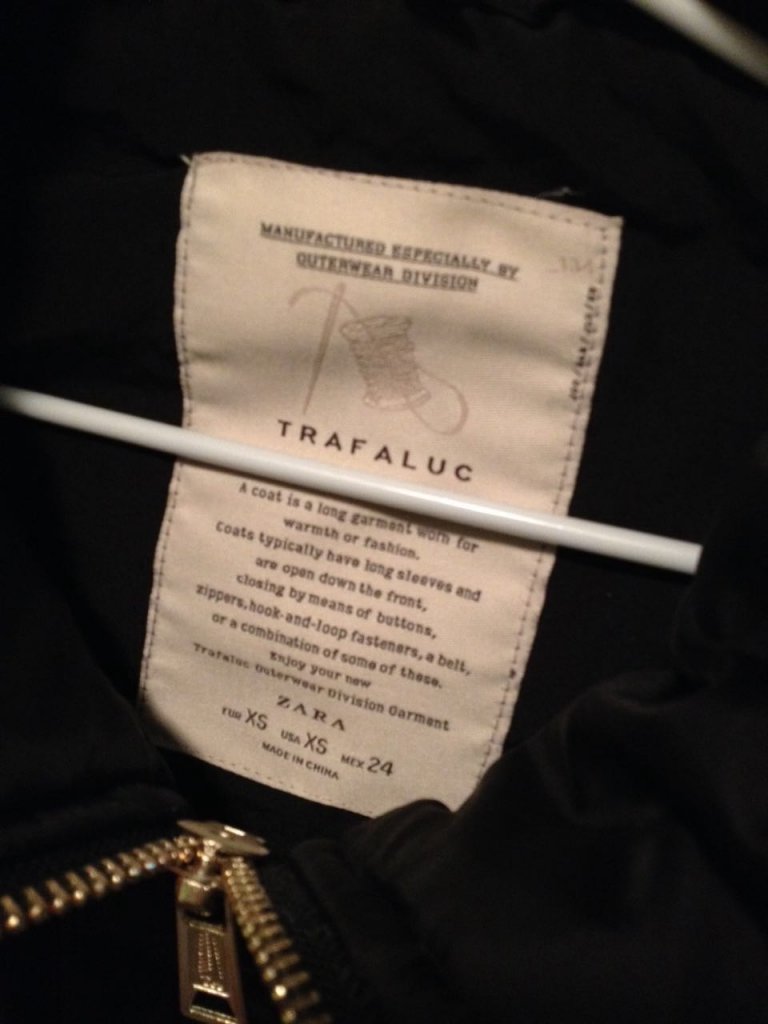 MANUFACTURED ESPECIALLY BY
OUTERWEAR DIVISION
TRAFALUC
A coat is a long garment worn for
warmth or fashion.
Coats typically have long sleeves and
are open down the front,
closing by means of buttons,
zippers, hook-and-loop fasteners, a belt,
or a combination of some of these.
Enjoy your new
Trafaluc Outerwear Division Garment
ZARA
EUR XS USA XS MEX 24
MADE IN CHINA